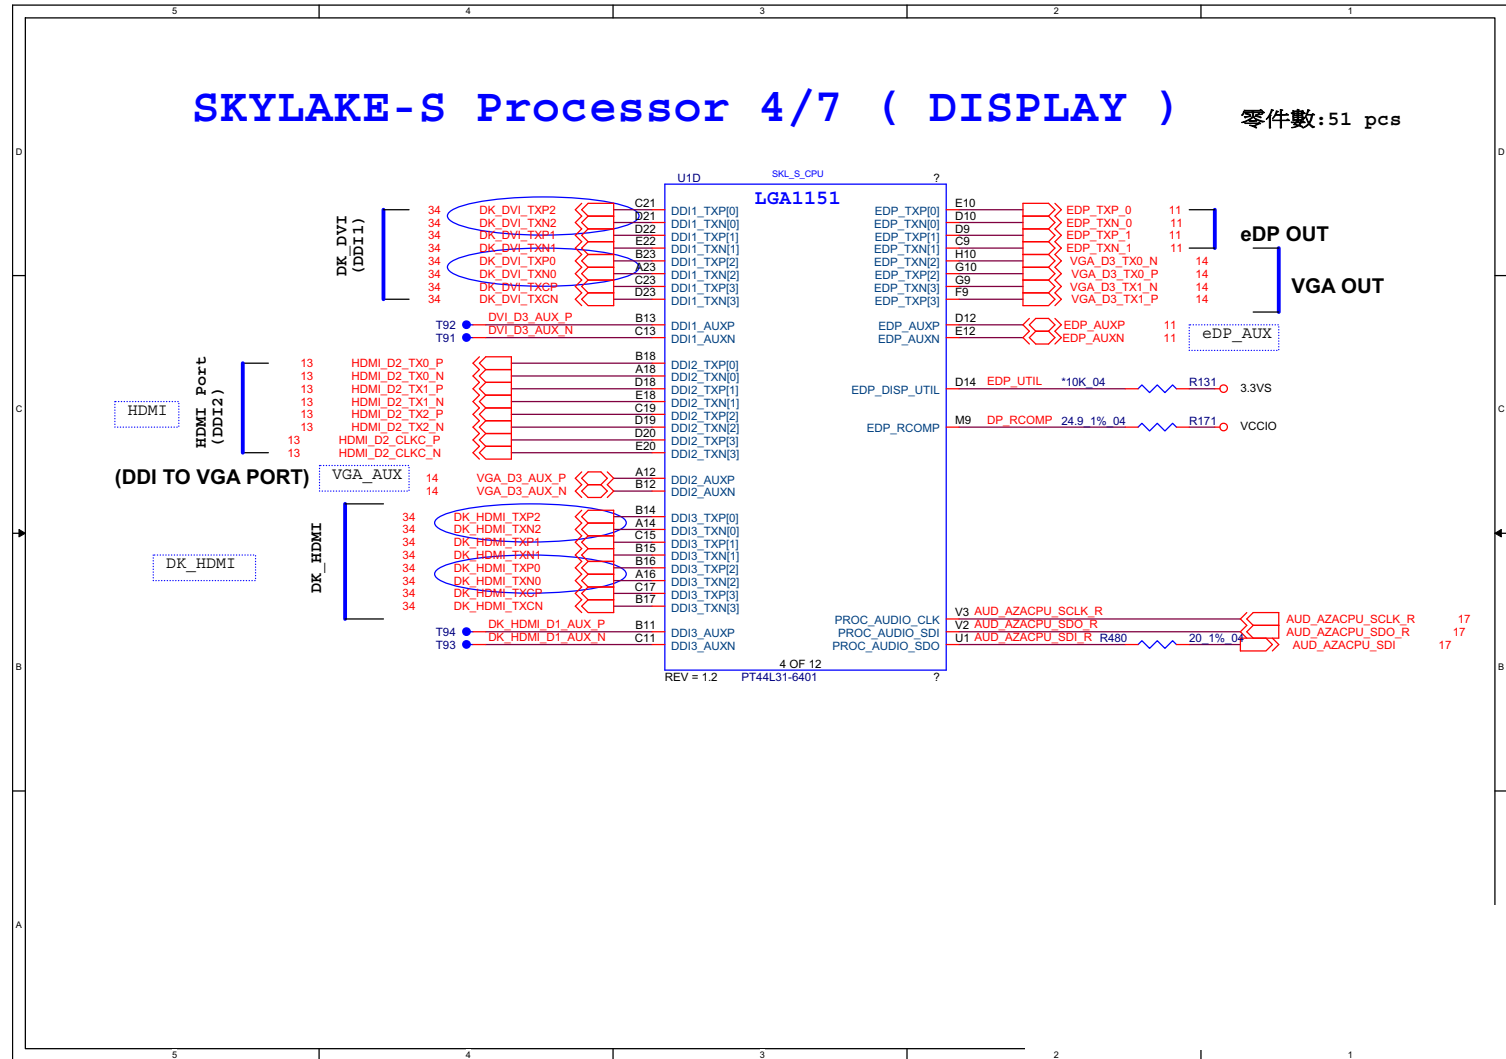 5 4 3 2 1
SKYLAKE-S Processor 4/7 ( DISPLAY )
零件數:51 pcs
D D
U1D SKL_S_CPU ?
LGA1151
DK_DVI
(DDI1)
34 DK_DVI_TXP2 C21 DDI1_TXP[0]
34 DK_DVI_TXN2 D21 DDI1_TXN[0]
34 DK_DVI_TXP1 D22 DDI1_TXP[1]
34 DK_DVI_TXN1 E22 DDI1_TXN[1]
34 DK_DVI_TXP0 B23 DDI1_TXP[2]
34 DK_DVI_TXN0 A23 DDI1_TXN[2]
34 DK_DVI_TXCP C23 DDI1_TXP[3]
34 DK_DVI_TXCN D23 DDI1_TXN[3]
T92 DVI_D3_AUX_P B13 DDI1_AUXP
T91 DVI_D3_AUX_N C13 DDI1_AUXN
HDMI
HDMI Port
(DDI2)
13 HDMI_D2_TX0_P B18 DDI2_TXP[0]
13 HDMI_D2_TX0_N A18 DDI2_TXN[0]
13 HDMI_D2_TX1_P D18 DDI2_TXP[1]
13 HDMI_D2_TX1_N E18 DDI2_TXN[1]
13 HDMI_D2_TX2_P C19 DDI2_TXP[2]
13 HDMI_D2_TX2_N D19 DDI2_TXN[2]
13 HDMI_D2_CLKC_P D20 DDI2_TXP[3]
13 HDMI_D2_CLKC_N E20 DDI2_TXN[3]
(DDI TO VGA PORT) VGA_AUX
14 VGA_D3_AUX_P A12 DDI2_AUXP
14 VGA_D3_AUX_N B12 DDI2_AUXN
DK_HDMI
DK_HDMI
34 DK_HDMI_TXP2 B14 DDI3_TXP[0]
34 DK_HDMI_TXN2 A14 DDI3_TXN[0]
34 DK_HDMI_TXP1 C15 DDI3_TXP[1]
34 DK_HDMI_TXN1 B15 DDI3_TXN[1]
34 DK_HDMI_TXP0 B16 DDI3_TXP[2]
34 DK_HDMI_TXN0 A16 DDI3_TXN[2]
34 DK_HDMI_TXCP C17 DDI3_TXP[3]
34 DK_HDMI_TXCN B17 DDI3_TXN[3]
T94 DK_HDMI_D1_AUX_P B11 DDI3_AUXP
T93 DK_HDMI_D1_AUX_N C11 DDI3_AUXN
EDP_TXP[0] E10 EDP_TXP_0 11
EDP_TXN[0] D10 EDP_TXN_0 11
EDP_TXP[1] D9 EDP_TXP_1 11
EDP_TXN[1] C9 EDP_TXN_1 11
eDP OUT
EDP_TXN[2] H10 VGA_D3_TX0_N 14
EDP_TXP[2] G10 VGA_D3_TX0_P 14
EDP_TXN[3] G9 VGA_D3_TX1_N 14
EDP_TXP[3] F9 VGA_D3_TX1_P 14
VGA OUT
EDP_AUXP D12 EDP_AUXP 11
EDP_AUXN E12 EDP_AUXN 11
eDP_AUX
EDP_DISP_UTIL D14 EDP_UTIL *10K_04 R131 3.3VS
EDP_RCOMP M9 DP_RCOMP 24.9_1%_04 R171 VCCIO
PROC_AUDIO_CLK V3 AUD_AZACPU_SCLK_R AUD_AZACPU_SCLK_R 17
PROC_AUDIO_SDI V2 AUD_AZACPU_SDO_R AUD_AZACPU_SDO_R 17
PROC_AUDIO_SDO U1 AUD_AZACPU_SDI_R R480 20_1%_04 AUD_AZACPU_SDI 17
4 OF 12
REV = 1.2 PT44L31-6401 ?
C C
B B
A
5 4 3 2 1